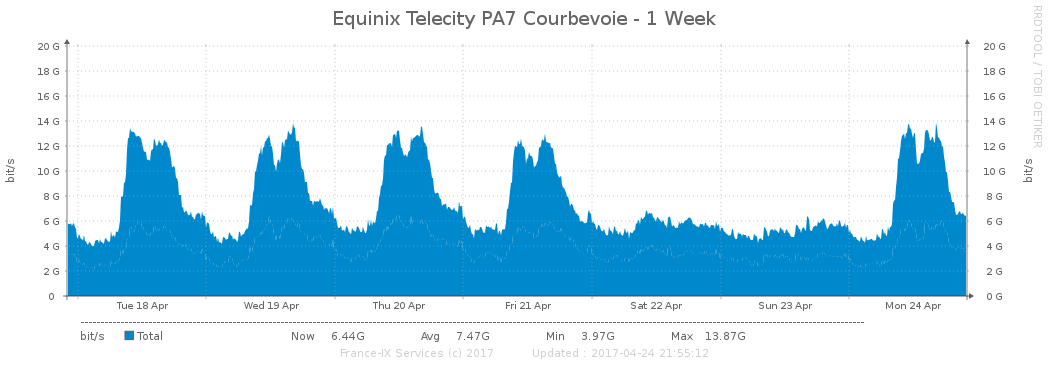 Equinix Telecity PA7 Courbevoie - 1 Week
RRDTOOL / TOBI OETIKER
20 G 20 G
18 G 18 G
16 G 16 G
14 G 14 G
12 G 12 G
10 G 10 G
8 G 8 G
6 G 6 G
4 G 4 G
2 G 2 G
0 0 G
bit/s bit/s
Tue 18 Apr Wed 19 Apr Thu 20 Apr Fri 21 Apr Sat 22 Apr Sun 23 Apr Mon 24 Apr
bit/s Total Now 6.44G Avg 7.47G Min 3.97G Max 13.87G
France-IX Services (c) 2017 Updated : 2017-04-24 21:55:12